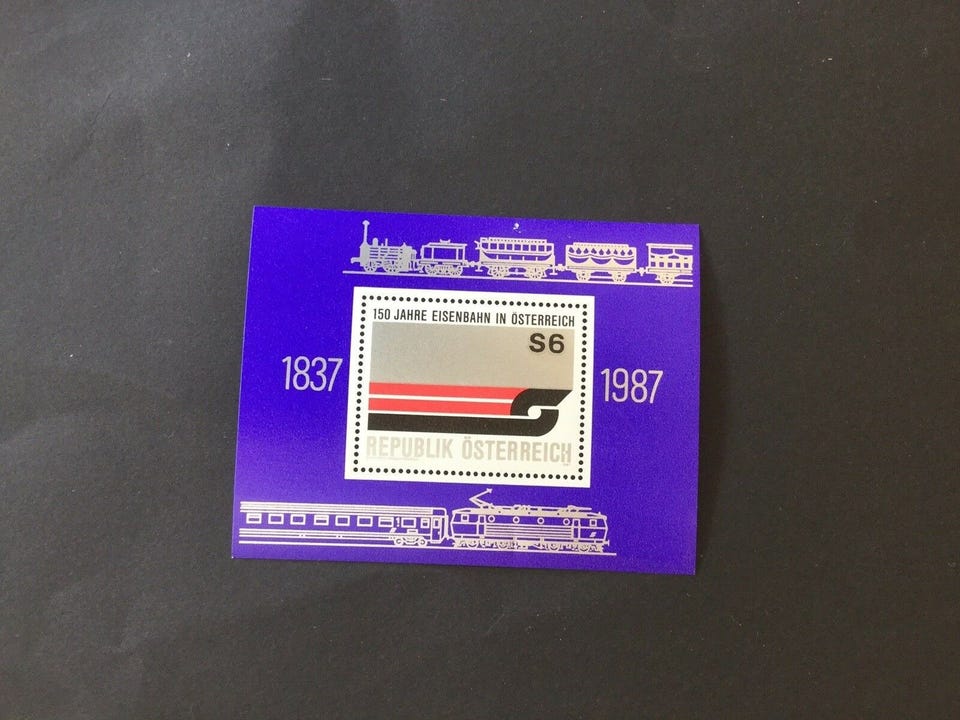 150 JAHRE EISENBAHN IN ÖSTERREICH
S6
1837
1987
REPUBLIK ÖSTERREICH